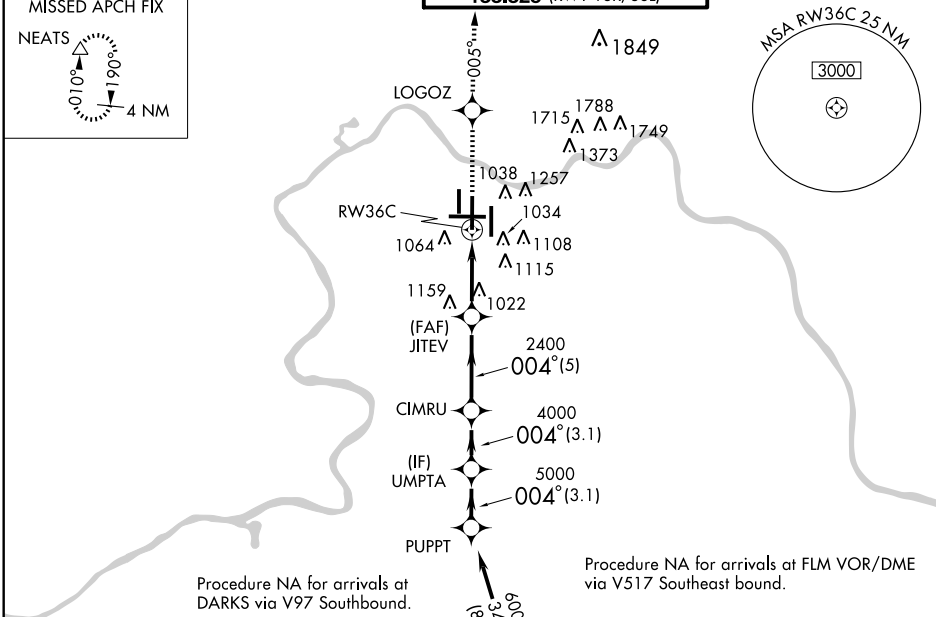 MISSED APCH FIX
NEATS
010°
190°
4 NM
005°
1849
MSA RW36C 25 NM
3000
LOGOZ
1715
1788
1749
1373
1038
1257
RW36C
1034
1064
1108
1115
1159
1022
(FAF)
JITEV
2400
004° (5)
CIMRU
4000
004° (3.1)
(IF)
UMPTA
5000
004° (3.1)
PUPPT
Procedure NA for arrivals at
DARKS via V97 Southbound.
Procedure NA for arrivals at FLM VOR/DME
via V517 Southeast bound.